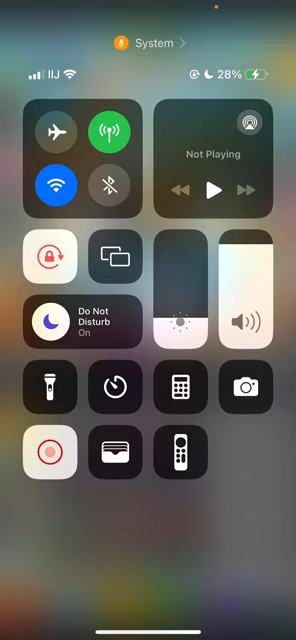 System
IIJ
28%
Not Playing
Do Not
Disturb
On